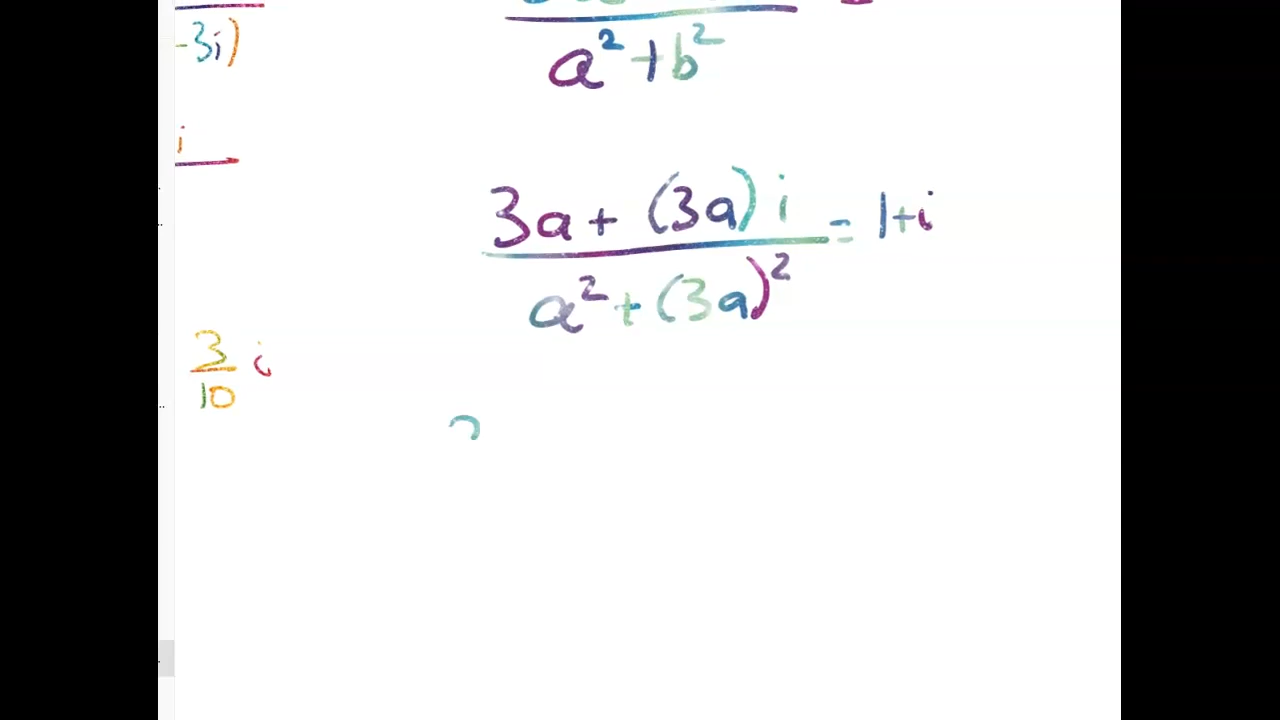 -3i)
a² + b²
i
3a + (3a) i = 1+i
a² + (3a)²
3
10 i